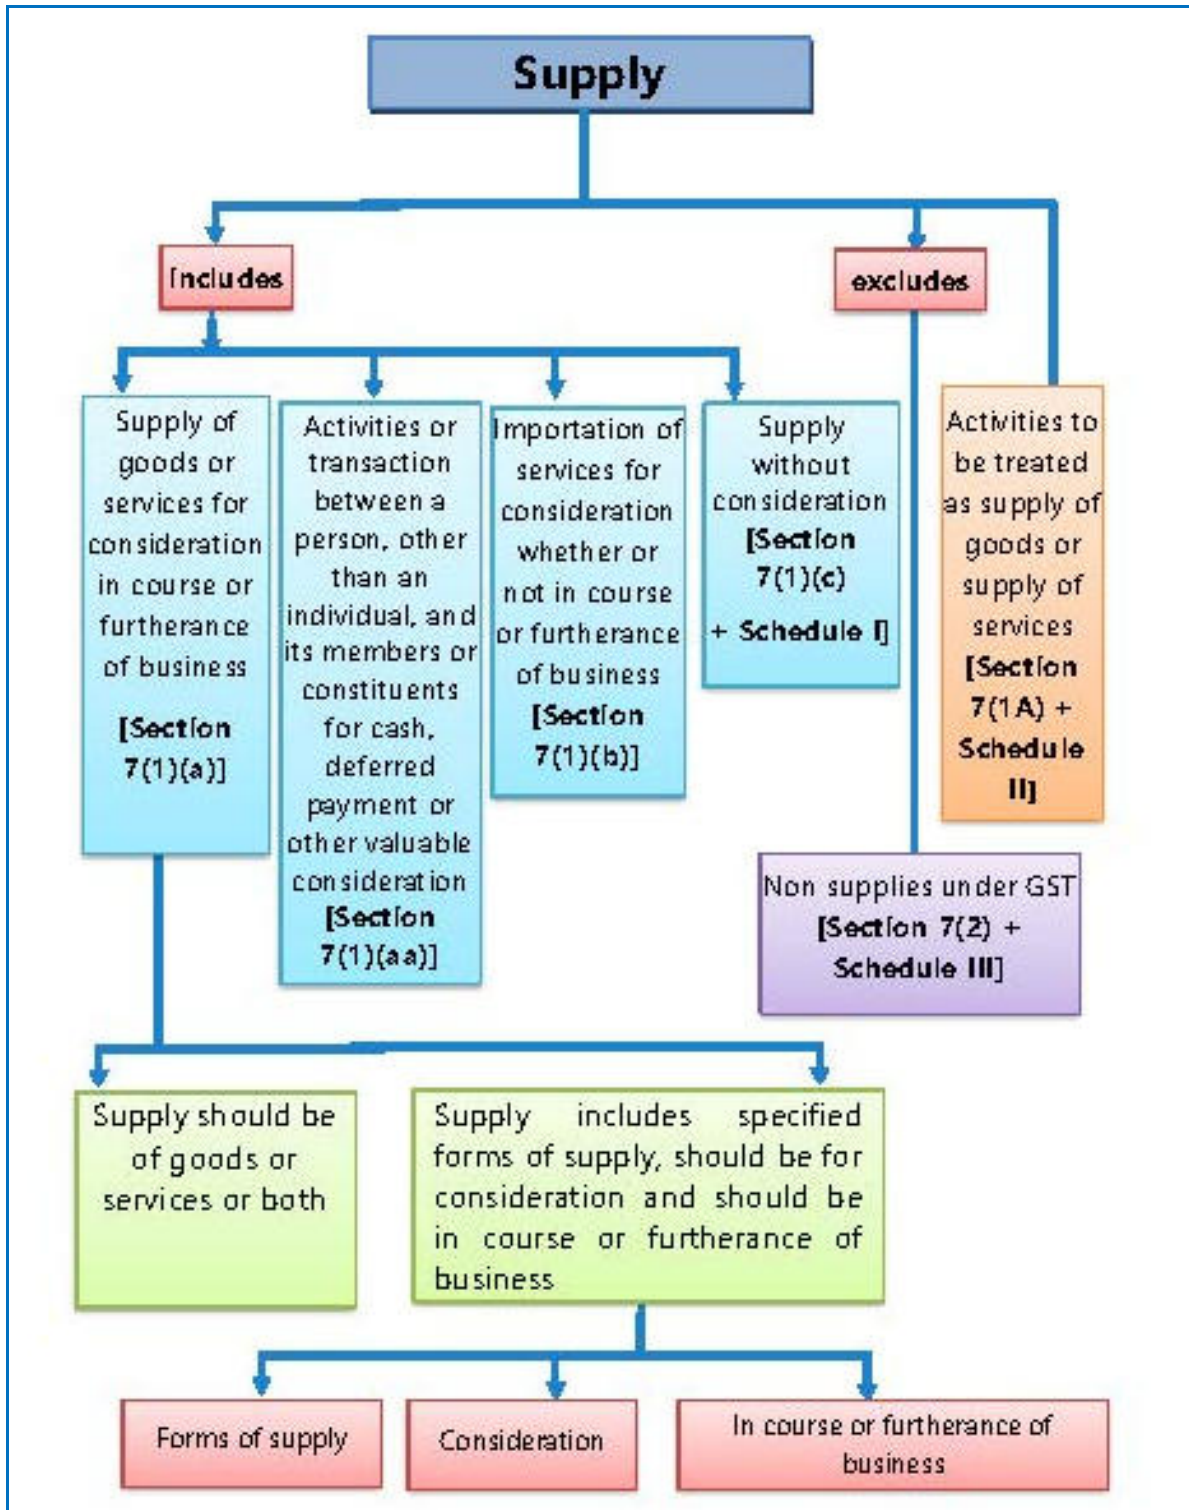 Supply
Includes
excludes
Supply of
goods or
services for
consideration
in course or
furtherance
of business
[Section
7(1)(a)]
Activities or
transaction
between a
person, other
than an
individual, and
its members or
constituents
for cash,
deferred
payment or
other valuable
consideration
[Section
7(1)(aa)]
Importation of
services for
consideration
whether or
not in course
or furtherance
of business
[Section
7(1)(b)]
Supply
without
consideration
[Section
7(1)(c)
+ Schedule I]
Activities to
be treated
as supply of
goods or
supply of
services
[Section
7(1A) +
Schedule
II]
Non supplies under GST
[Section 7(2) +
Schedule III]
Supply should be
of goods or
services or both
Supply includes specified
forms of supply, should be for
consideration and should be
in course or furtherance of
business
Forms of supply
Consideration
In course or furtherance of
business